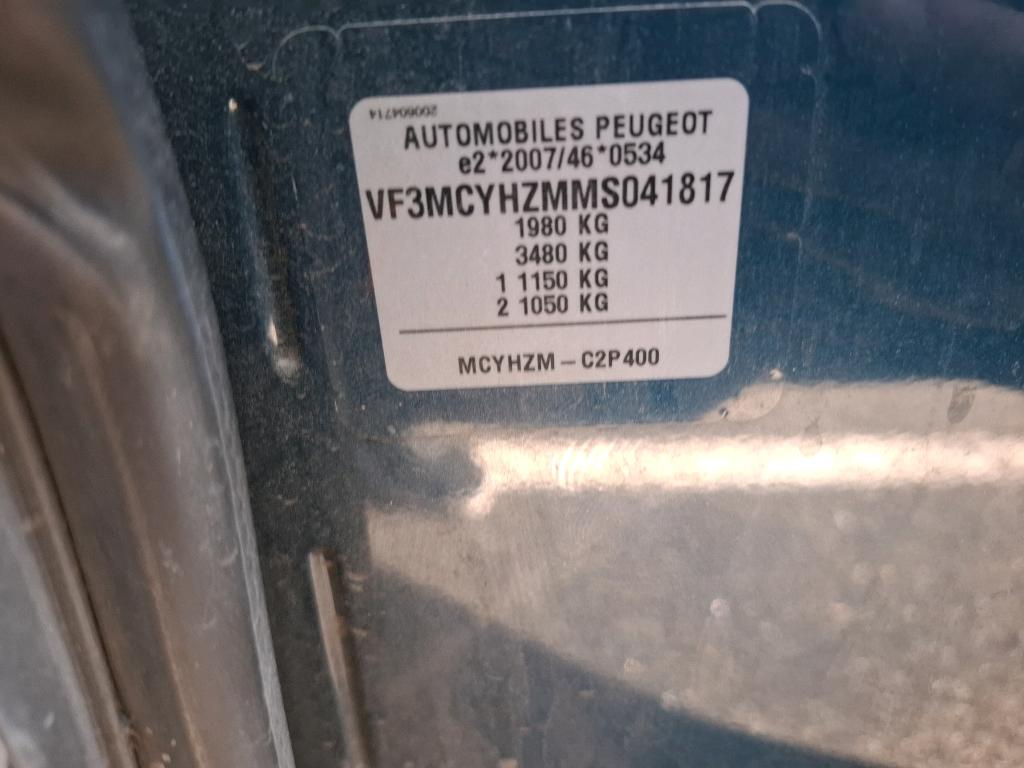 200604714
AUTOMOBILES PEUGEOT
e2*2007/46*0534
VF3MCYHZMMS041817
1980 KG
3480 KG
1 1150 KG
2 1050 KG
MCYHZM – C2P400